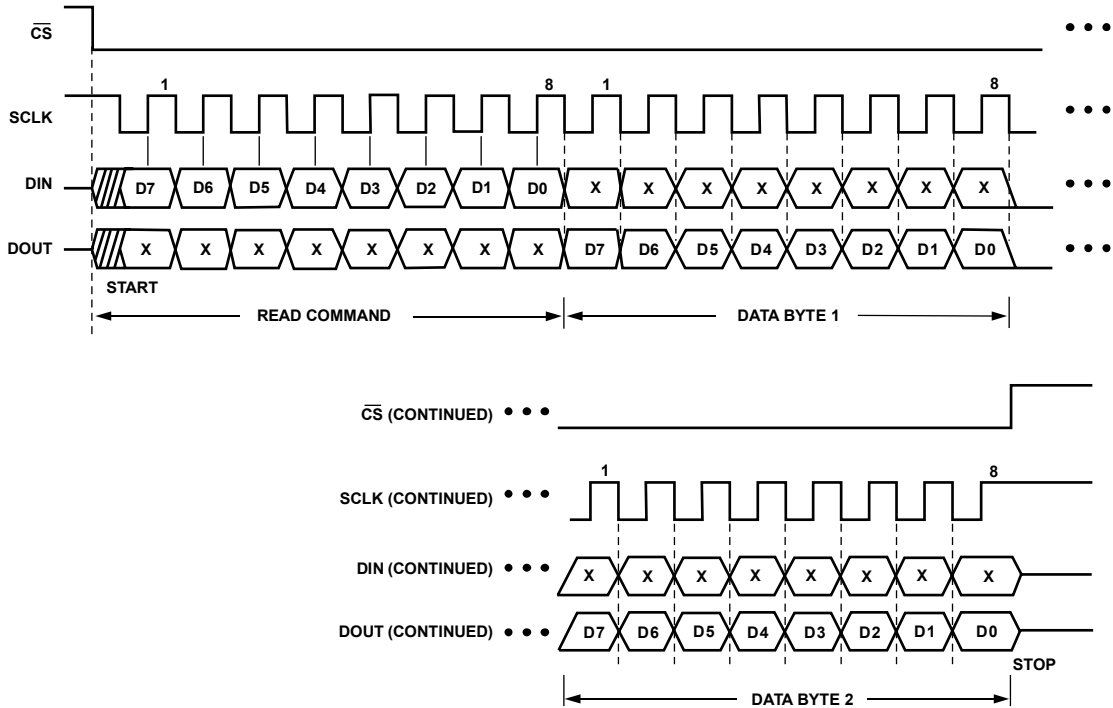 CS
1 8 1 8
SCLK
DIN D7 D6 D5 D4 D3 D2 D1 D0 X X X X X X X X
DOUT X X X X X X X X D7 D6 D5 D4 D3 D2 D1 D0
START
READ COMMAND DATA BYTE 1
CS (CONTINUED)
1 8
SCLK (CONTINUED)
DIN (CONTINUED) X X X X X X X X
DOUT (CONTINUED) D7 D6 D5 D4 D3 D2 D1 D0
STOP
DATA BYTE 2